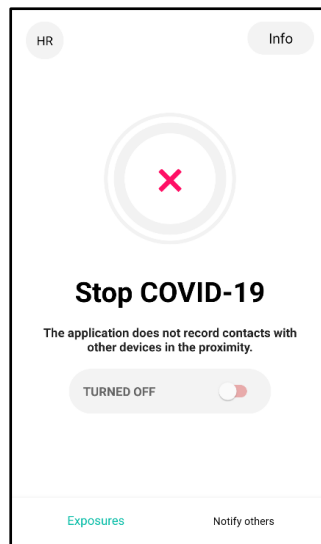 HR
Info
Stop COVID-19
The application does not record contacts with
other devices in the proximity.
TURNED OFF
Exposures
Notify others